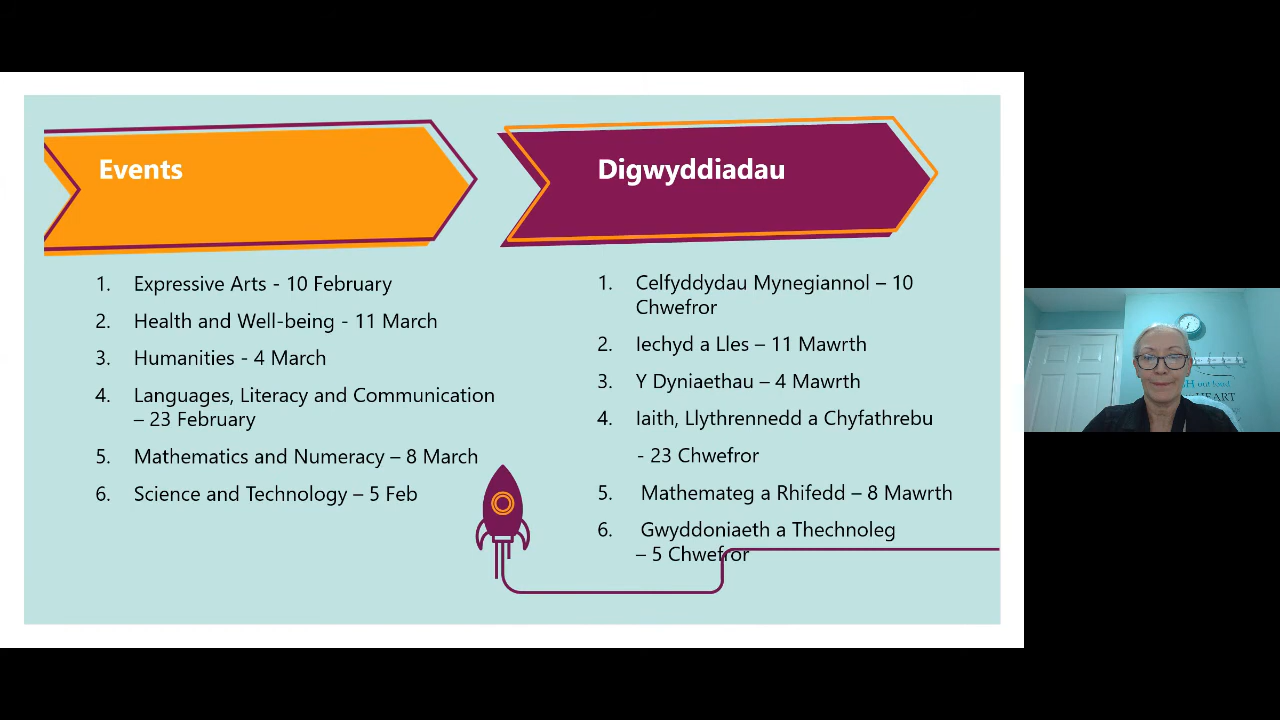 Events
1. Expressive Arts - 10 February
2. Health and Well-being - 11 March
3. Humanities - 4 March
4. Languages, Literacy and Communication
– 23 February
5. Mathematics and Numeracy – 8 March
6. Science and Technology – 5 Feb
Digwyddiadau
1. Celfyddydau Mynegiannol – 10
Chwefror
2. Iechyd a Lles – 11 Mawrth
3. Y Dyniaethau – 4 Mawrth
4. Iaith, Llythrennedd a Chyfathrebu
- 23 Chwefror
5. Mathemateg a Rhifedd – 8 Mawrth
6. Gwyddoniaeth a Thechnoleg
– 5 Chwefror
out loud
HEART